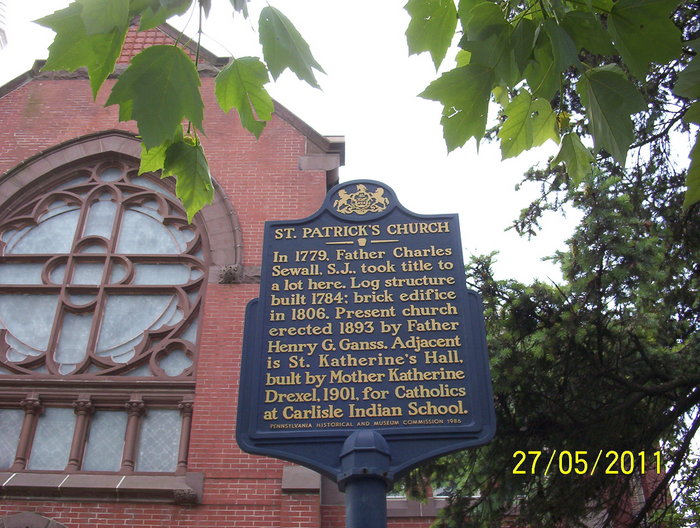 ST. PATRICK'S CHURCH
In 1779, Father Charles
Sewall, S.J., took title to
a lot here. Log structure
built 1784; brick edifice
in 1806. Present church
erected 1893 by Father
Henry G. Ganss. Adjacent
is St. Katherine's Hall,
built by Mother Katherine
Drexel, 1901, for Catholics
at Carlisle Indian School.
PENNSYLVANIA HISTORICAL AND MUSEUM COMMISSION 1986
27/05/2011